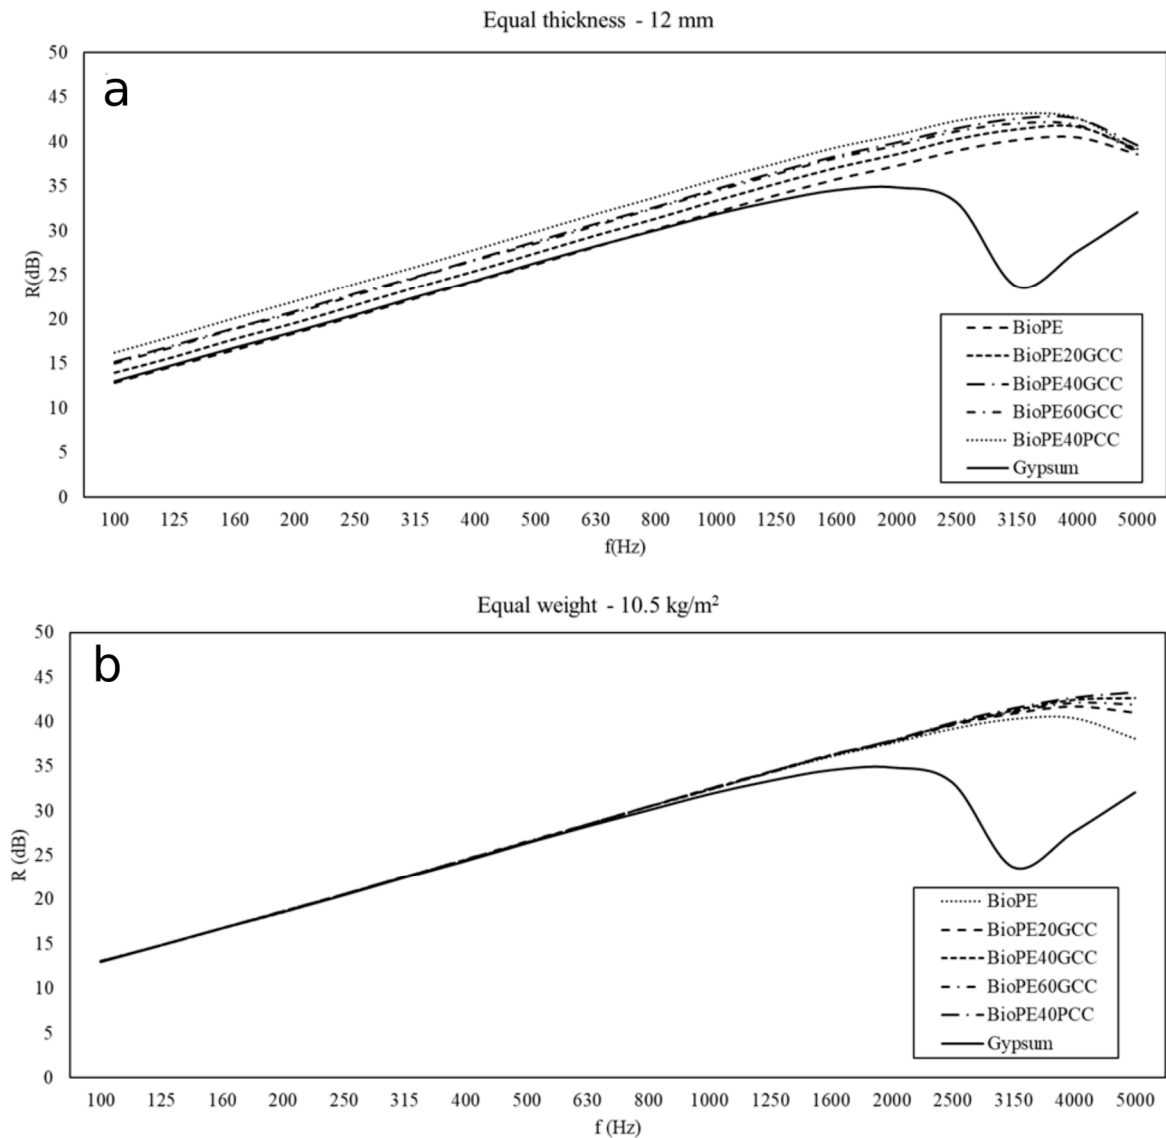 Equal thickness - 12 mm
a
50
45
40
35
30
25
20
15
10
5
0
R(dB)
BioPE
BioPE20GCC
BioPE40GCC
BioPE60GCC
BioPE40PCC
Gypsum
100 125 160 200 250 315 400 500 630 800 1000 1250 1600 2000 2500 3150 4000 5000
f(Hz)
Equal weight - 10.5 kg/m²
b
50
45
40
35
30
25
20
15
10
5
0
R (dB)
BioPE
BioPE20GCC
BioPE40GCC
BioPE60GCC
BioPE40PCC
Gypsum
100 125 160 200 250 315 400 500 630 800 1000 1250 1600 2000 2500 3150 4000 5000
f (Hz)